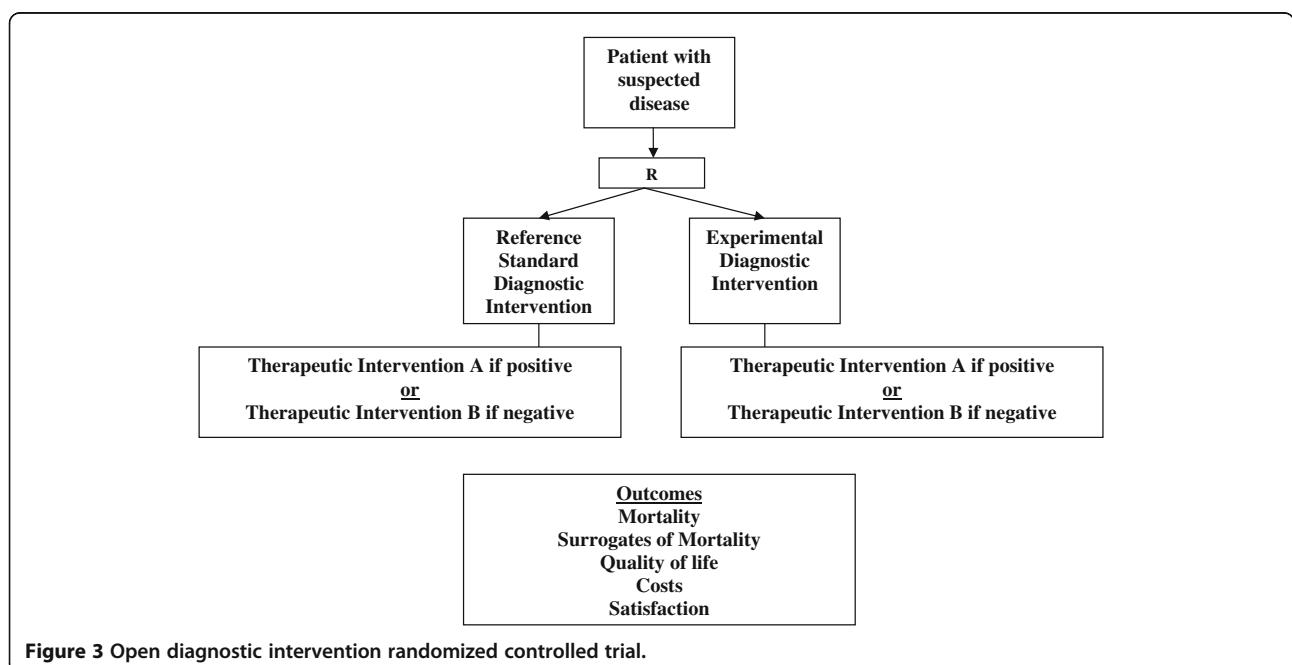 Patient with
suspected
disease
R
Reference
Standard
Diagnostic
Intervention
Experimental
Diagnostic
Intervention
Therapeutic Intervention A if positive
or
Therapeutic Intervention B if negative
Therapeutic Intervention A if positive
or
Therapeutic Intervention B if negative
Outcomes
Mortality
Surrogates of Mortality
Quality of life
Costs
Satisfaction
Figure 3 Open diagnostic intervention randomized controlled trial.